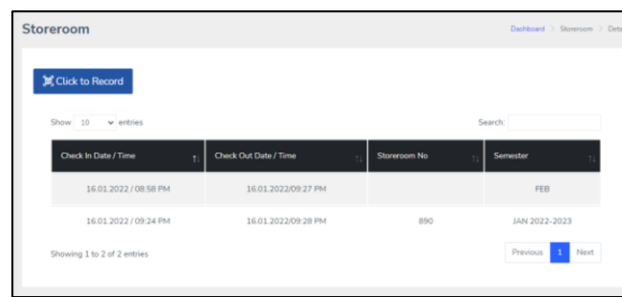 Storeroom
Dashboard > Storeroom > Deta
Click to Record
Show 10 entries
Search:
Check In Date / Time Check Out Date / Time Storeroom No Semester
16.01.2022 / 08:58 PM 16.01.2022/09:27 PM FEB
16.01.2022 / 09:24 PM 16.01.2022/09:28 PM 890 JAN 2022-2023
Showing 1 to 2 of 2 entries
Previous 1 Next